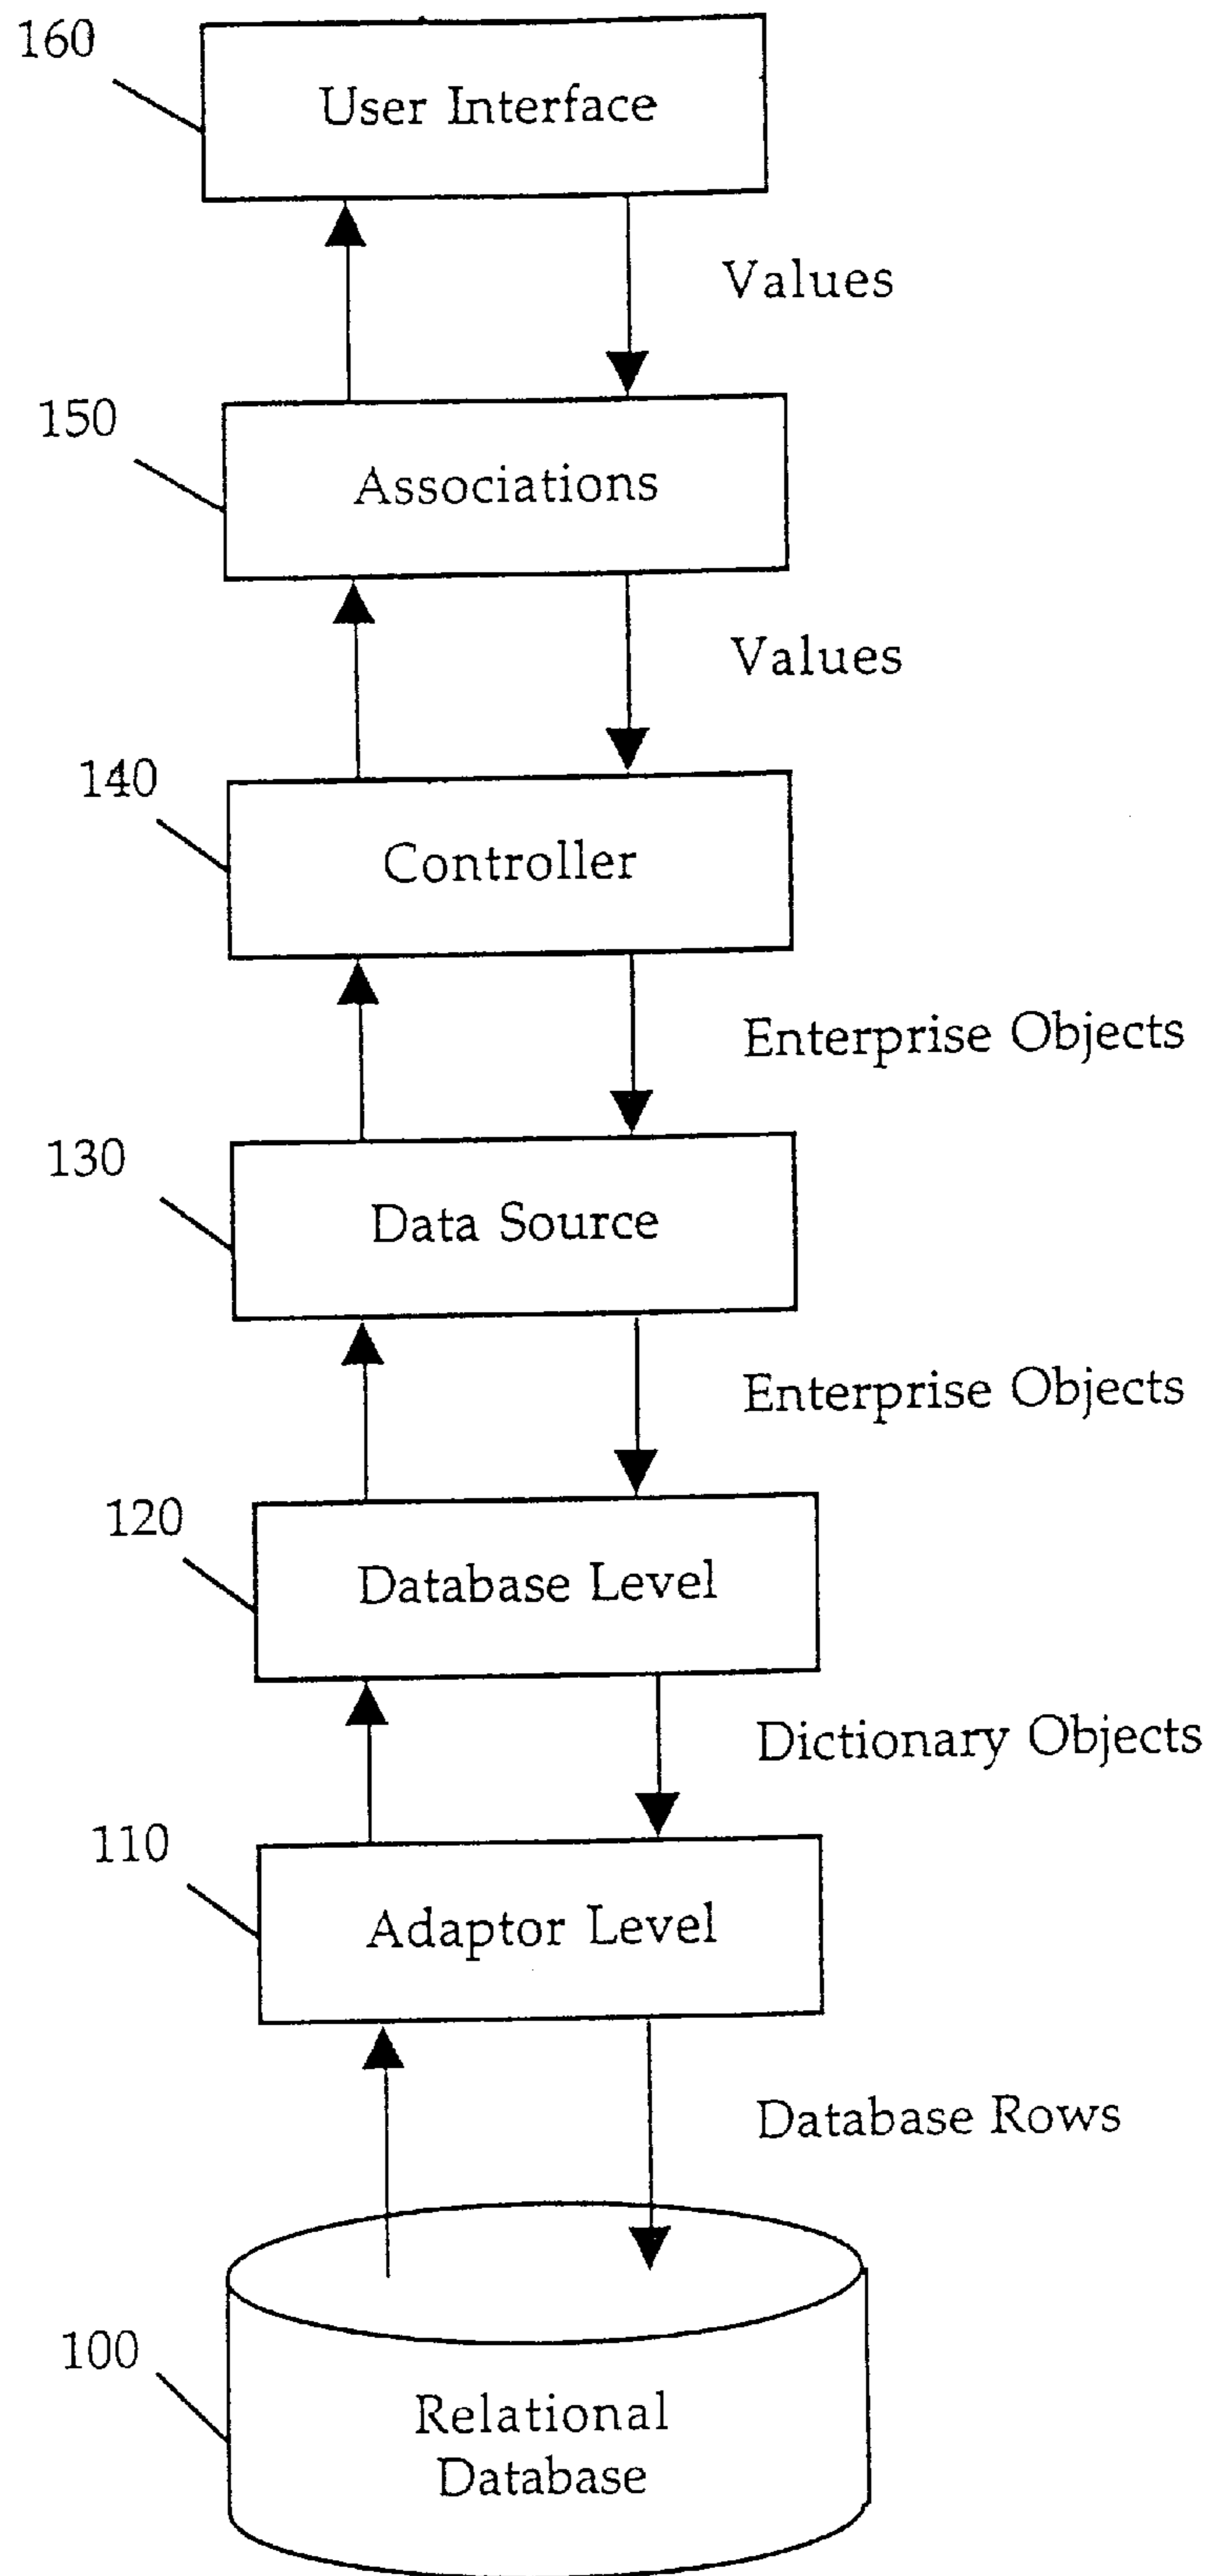 160
User Interface
Values
150
Associations
Values
140
Controller
Enterprise Objects
130
Data Source
Enterprise Objects
120
Database Level
Dictionary Objects
110
Adaptor Level
Database Rows
100
Relational
Database